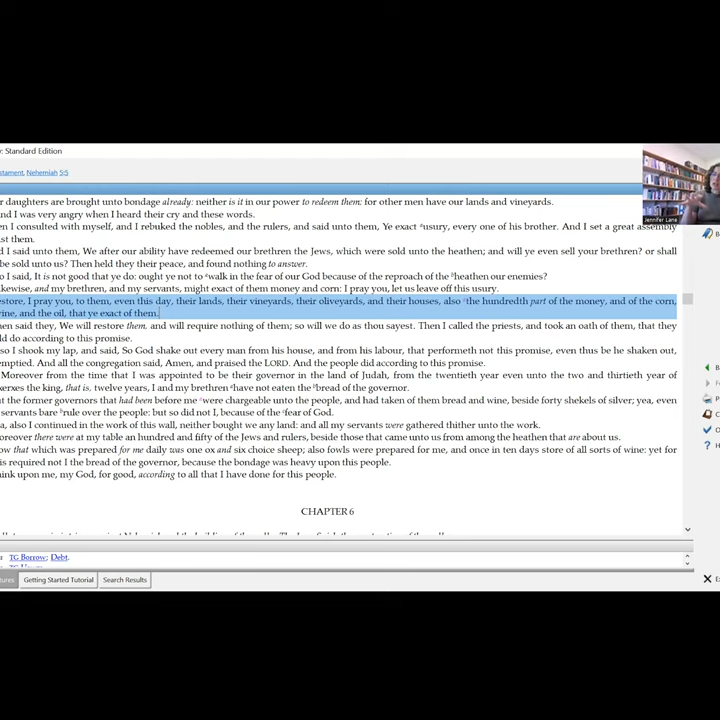 : Standard Edition
stament, Nehemiah 5:5
r daughters are brought unto bondage already: neither is it in our power to redeem them; for other men have our lands and vineyards.
nd I was very angry when I heard their cry and these words.
n I consulted with myself, and I rebuked the nobles, and the rulers, and said unto them, Ye exact usury, every one of his brother. And I set a great assembly
st them.
d I said unto them, We after our ability have redeemed our brethren the Jews, which were sold unto the heathen; and will ye even sell your brethren? or shall
be sold unto us? Then held they their peace, and found nothing to answer.
o I said, It is not good that ye do: ought ye not to walk in the fear of our God because of the reproach of the heathen our enemies?
ikewise, and my brethren, and my servants, might exact of them money and corn: I pray you, let us leave off this usury.
estore, I pray you, to them, even this day, their lands, their vineyards, their oliveyards, and their houses, also the hundredth part of the money, and of the corn,
vine, and the oil, that ye exact of them.
hen said they, We will restore them, and will require nothing of them; so will we do as thou sayest. Then I called the priests, and took an oath of them, that they
ld do according to this promise.
so I shook my lap, and said, So God shake out every man from his house, and from his labour, that performeth not this promise, even thus be he shaken out,
emptied. And all the congregation said, Amen, and praised the LORD. And the people did according to this promise.
Moreover from the time that I was appointed to be their governor in the land of Judah, from the twentieth year even unto the two and thirtieth year of
xerxes the king, that is, twelve years, I and my brethren have not eaten the bread of the governor.
ut the former governors that had been before me were chargeable unto the people, and had taken of them bread and wine, beside forty shekels of silver; yea, even
servants bare rule over the people: but so did not I, because of the fear of God.
a, also I continued in the work of this wall, neither bought we any land: and all my servants were gathered thither unto the work.
oreover there were at my table an hundred and fifty of the Jews and rulers, beside those that came unto us from among the heathen that are about us.
ow that which was prepared for me daily was one ox and six choice sheep; also fowls were prepared for me, and once in ten days store of all sorts of wine: yet for
is required not I the bread of the governor, because the bondage was heavy upon this people.
hink upon me, my God, for good, according to all that I have done for this people.
CHAPTER 6
TG Borrow; Debt.
tures
Getting Started Tutorial
Search Results
Jennifer Lane